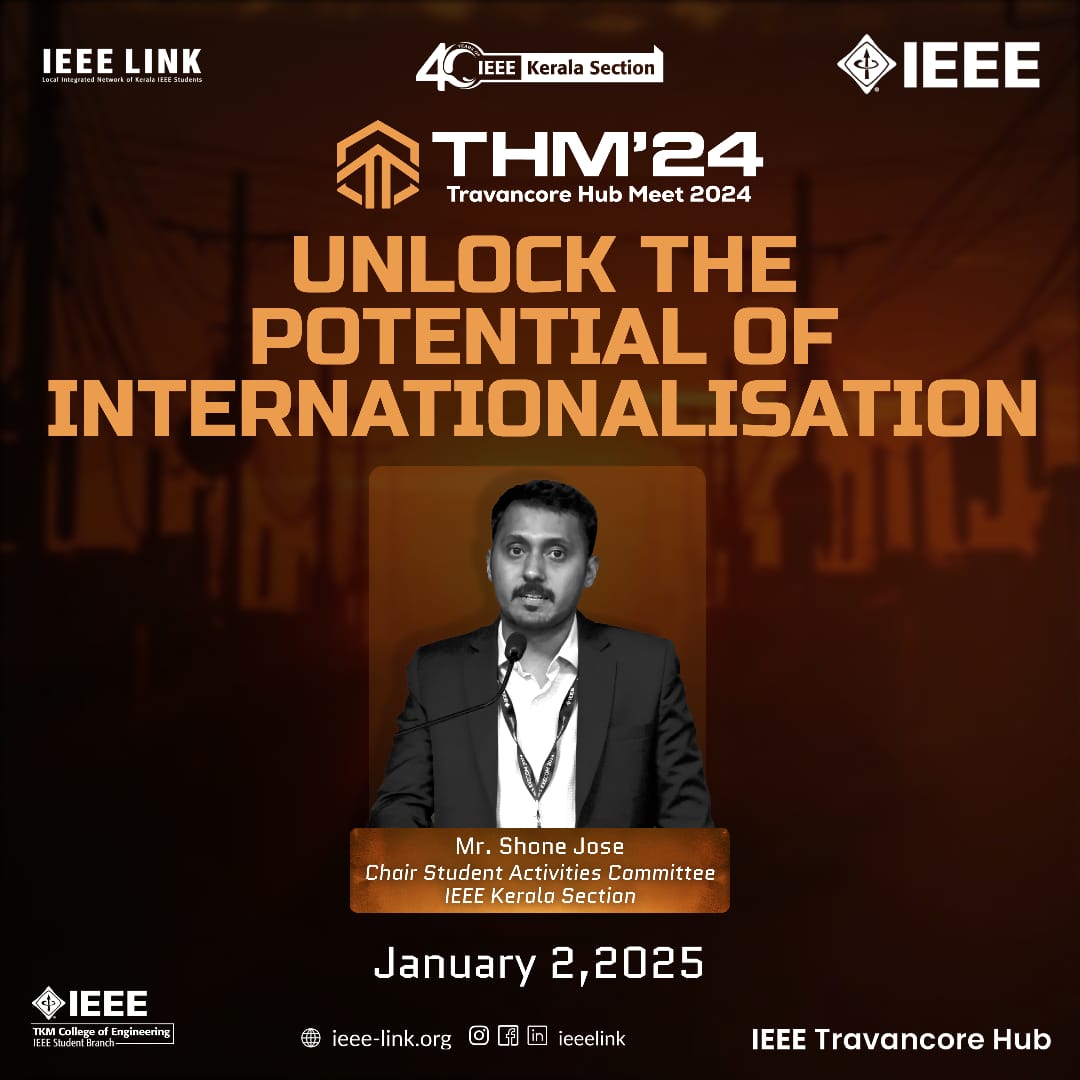 IEEE LINK
Local Integrated Network of Kerala IEEE Students
40 YEARS OF IEEE Kerala Section
IEEE
THM'24
Travancore Hub Meet 2024
UNLOCK THE
POTENTIAL OF
INTERNATIONALISATION
Mr. Shone Jose
Chair Student Activities Committee
IEEE Kerala Section
January 2,2025
IEEE
TKM College of Engineering
IEEE Student Branch
ieee-link.org
ieeelink
IEEE Travancore Hub